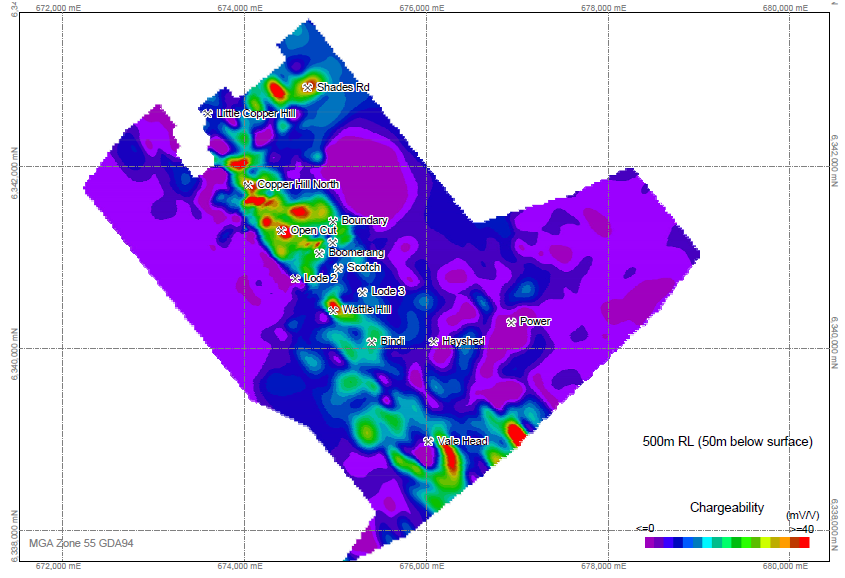 672,000 mE 674,000 mE 676,000 mE 678,000 mE 680,000 mE
Shades Rd
Little Copper Hill
6,342,000 mN 6,342,000 mN
Copper Hill North
Boundary
Open Cut
Boomerang
Scotch
Lode 2
Lode 3
Wattle Hill
Power
Bindi Hayshed
6,340,000 mN 6,340,000 mN
Vale Head
500m RL (50m below surface)
Chargeability (mV/V)
<=0 >=40
6,338,000 mN 6,338,000 mN
MGA Zone 55 GDA94
672,000 mE 674,000 mE 676,000 mE 678,000 mE 680,000 mE